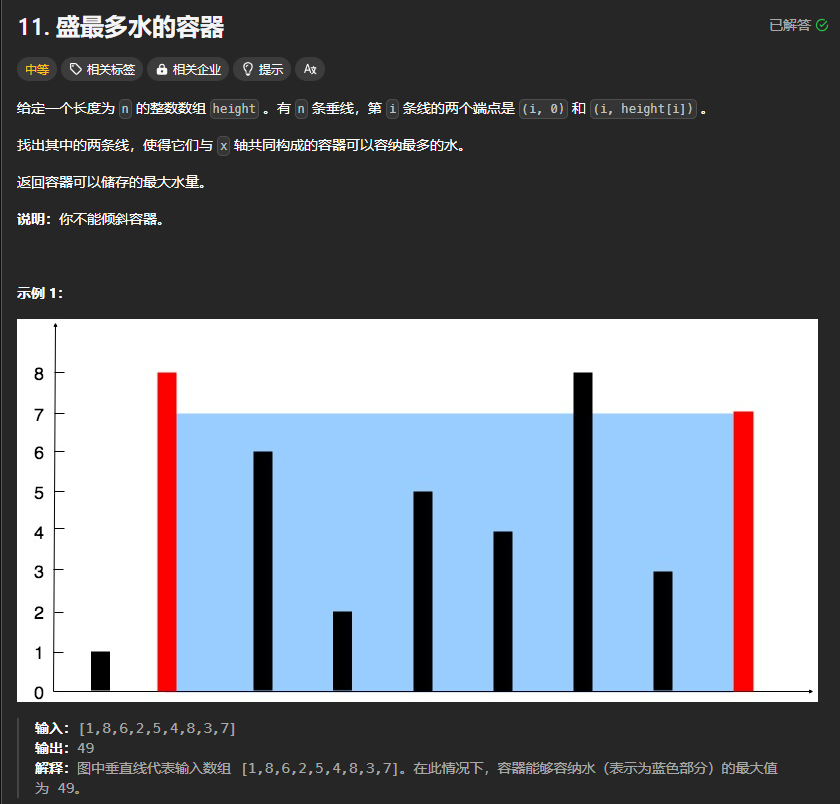 11. 盛最多水的容器
已解答
中等 相关标签 相关企业 提示 Aз
给定一个长度为 n 的整数数组 height 。有 n 条垂线，第 i 条线的两个端点是 (i, 0) 和 (i, height[i]) 。
找出其中的两条线，使得它们与 x 轴共同构成的容器可以容纳最多的水。
返回容器可以储存的最大水量。
说明：你不能倾斜容器。
示例 1：
8
7
6
5
4
3
2
1
0
输入：[1,8,6,2,5,4,8,3,7]
输出：49
解释：图中垂直线代表输入数组 [1,8,6,2,5,4,8,3,7]。在此情况下，容器能够容纳水（表示为蓝色部分）的最大值
为 49。